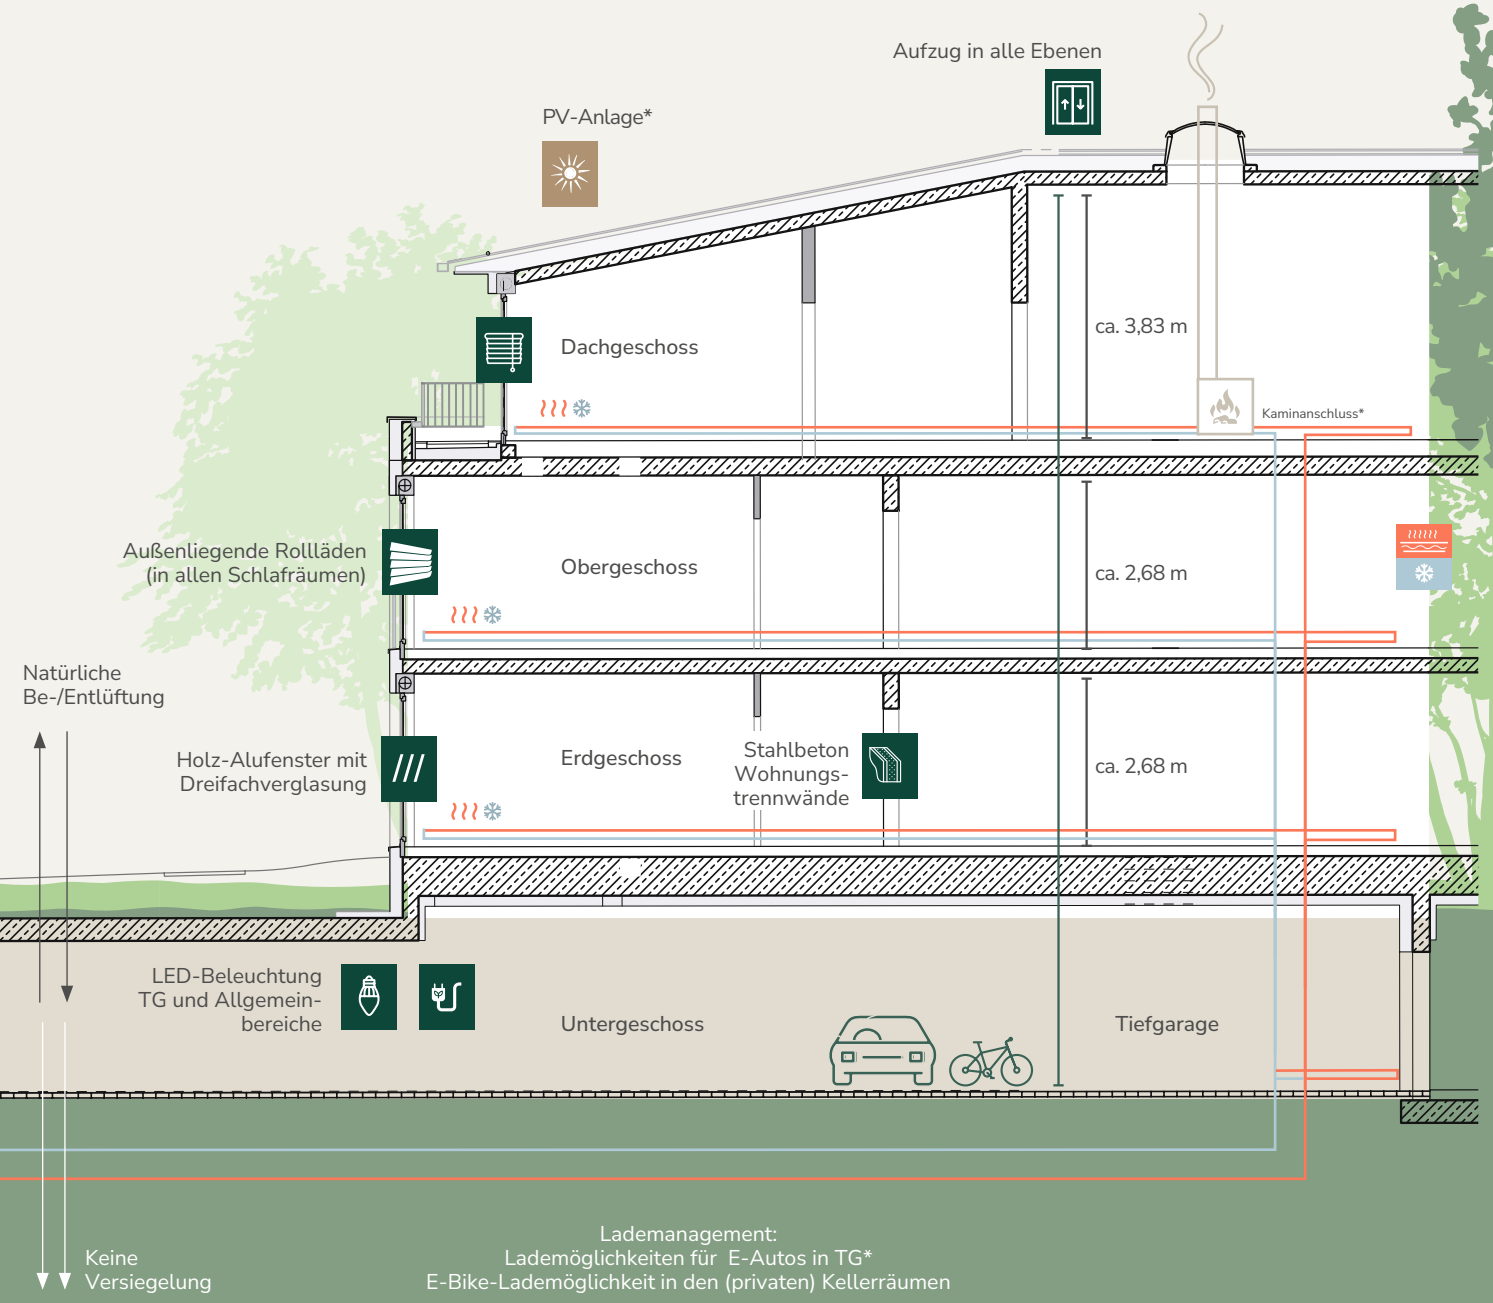 Aufzug in alle Ebenen
PV-Anlage*
ca. 3,83 m
Dachgeschoss
Kaminanschluss*
Außenliegende Rollläden
(in allen Schlafräumen)
Obergeschoss
ca. 2,68 m
Natürliche
Be-/Entlüftung
Holz-Alufenster mit
Dreifachverglasung
Erdgeschoss
Stahlbeton
Wohnungs-
trennwände
ca. 2,68 m
LED-Beleuchtung
TG und Allgemein-
bereiche
Untergeschoss
Tiefgarage
Keine
Versiegelung
Lademanagement:
Lademöglichkeiten für E-Autos in TG*
E-Bike-Lademöglichkeit in den (privaten) Kellerräumen